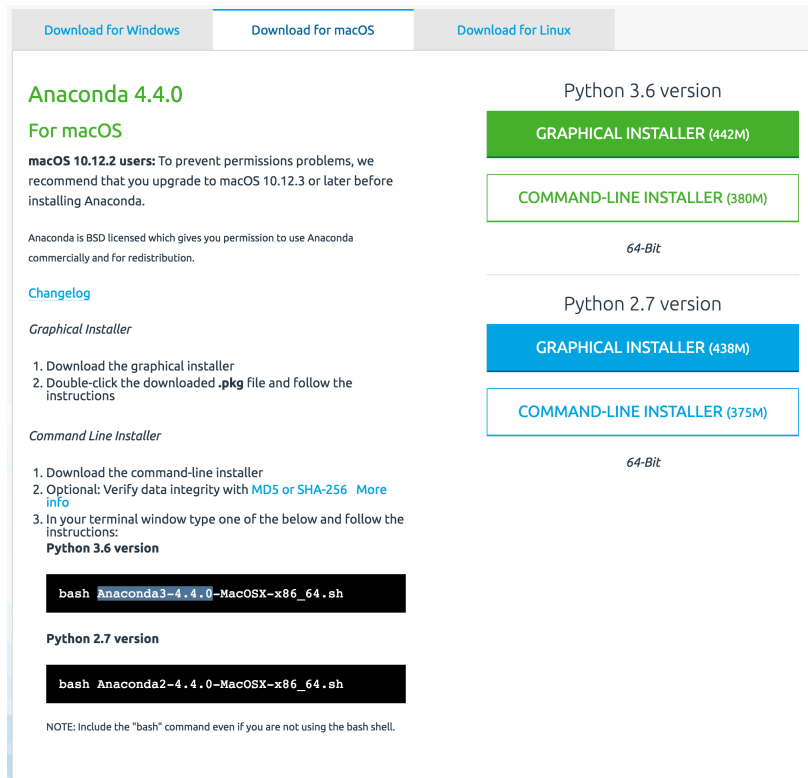 Download for Windows
Download for macOS
Download for Linux
Anaconda 4.4.0
For macOS
macOS 10.12.2 users: To prevent permissions problems, we
recommend that you upgrade to macOS 10.12.3 or later before
installing Anaconda.
Anaconda is BSD licensed which gives you permission to use Anaconda
commercially and for redistribution.
Changelog
Graphical Installer
1. Download the graphical installer
2. Double-click the downloaded .pkg file and follow the
instructions
Command Line Installer
1. Download the command-line installer
2. Optional: Verify data integrity with MD5 or SHA-256 More
info
3. In your terminal window type one of the below and follow the
instructions:
Python 3.6 version
bash Anaconda3-4.4.0-MacOSX-x86_64.sh
Python 2.7 version
bash Anaconda2-4.4.0-MacOSX-x86_64.sh
NOTE: Include the "bash" command even if you are not using the bash shell.
Python 3.6 version
GRAPHICAL INSTALLER (442M)
COMMAND-LINE INSTALLER (380M)
64-Bit
Python 2.7 version
GRAPHICAL INSTALLER (438M)
COMMAND-LINE INSTALLER (375M)
64-Bit